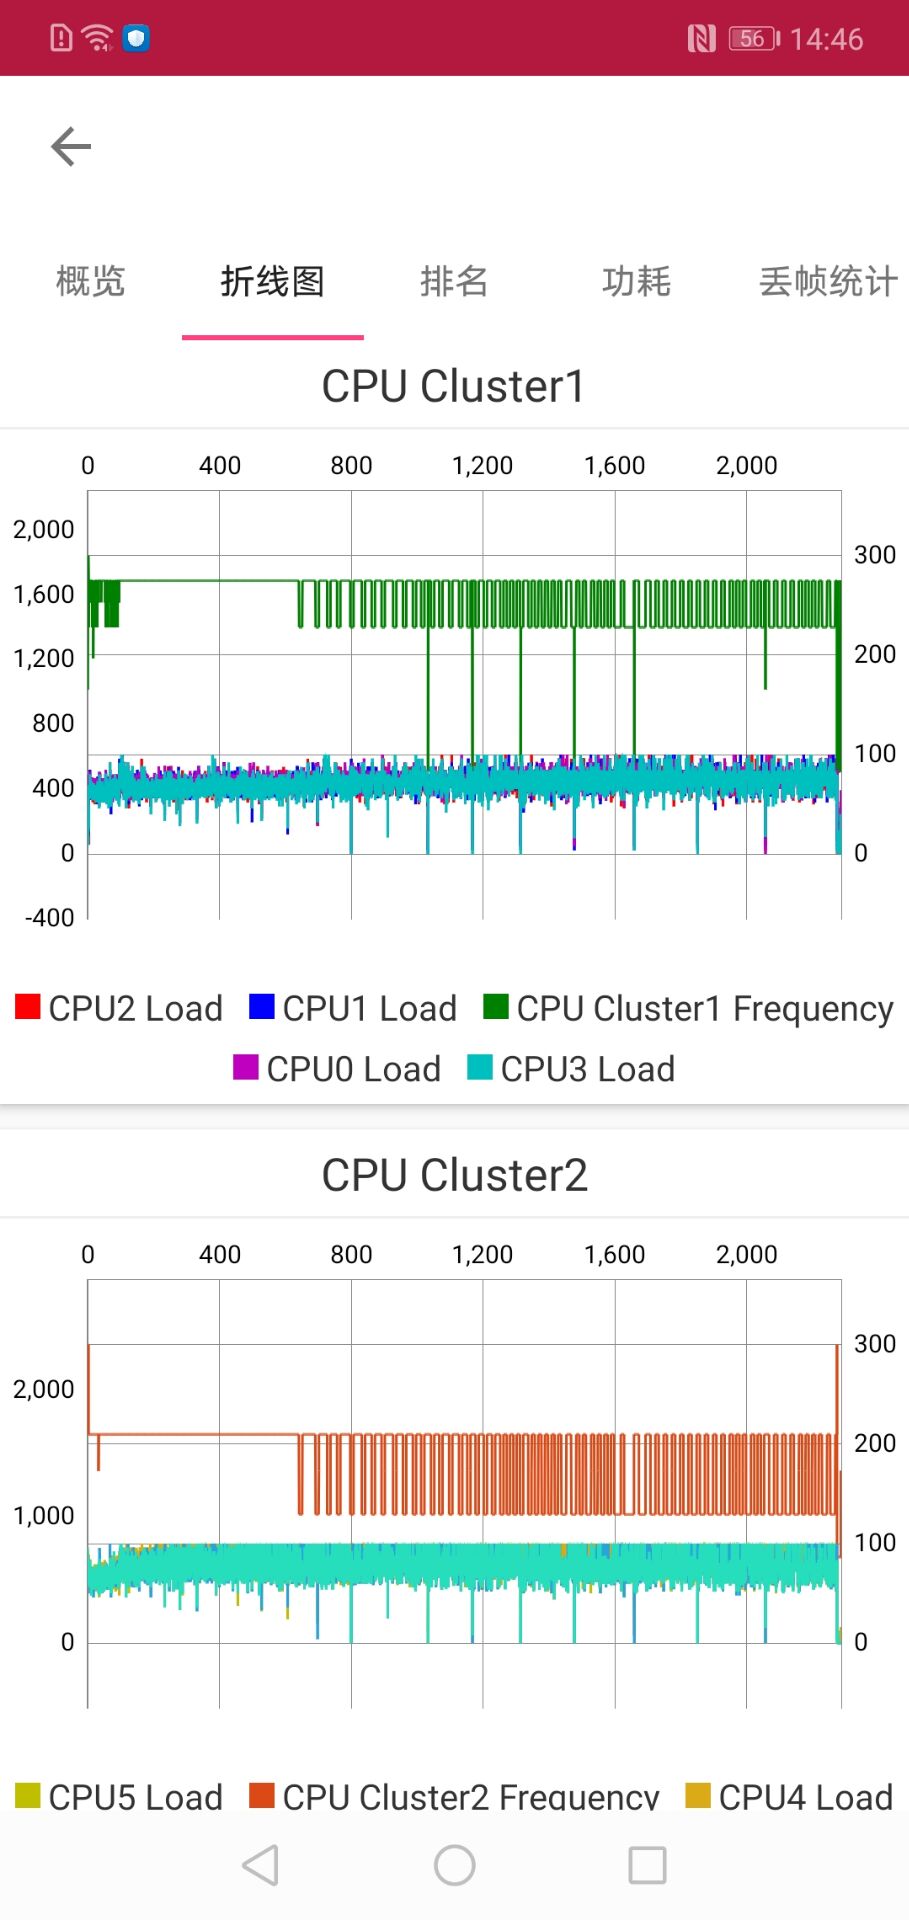 56 14:46
概览 折线图 排名 功耗 丢帧统计
CPU Cluster1
0 400 800 1,200 1,600 2,000
2,000
300
1,600
1,200 200
800
100
400
0 0
-400
CPU2 Load CPU1 Load CPU Cluster1 Frequency
CPU0 Load CPU3 Load
CPU Cluster2
0 400 800 1,200 1,600 2,000
300
2,000
200
1,000
100
0 0
CPU5 Load CPU Cluster2 Frequency CPU4 Load